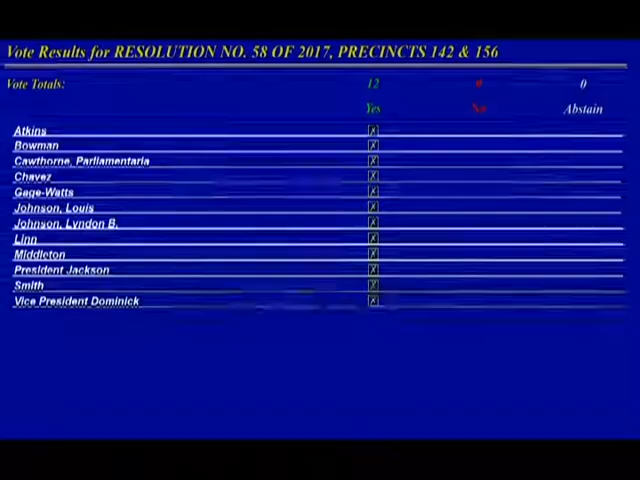 Vote Results for RESOLUTION NO. 58 OF 2017, PRECINCTS 142 & 156
Vote Totals: 12 0 0
Yes No Abstain
Atkins
Bowman
Cawthorne, Parliamentaria
Chavez
Gage-Watts
Johnson, Louis
Johnson, Lyndon B.
Linn
Middleton
President Jackson
Smith
Vice President Dominick